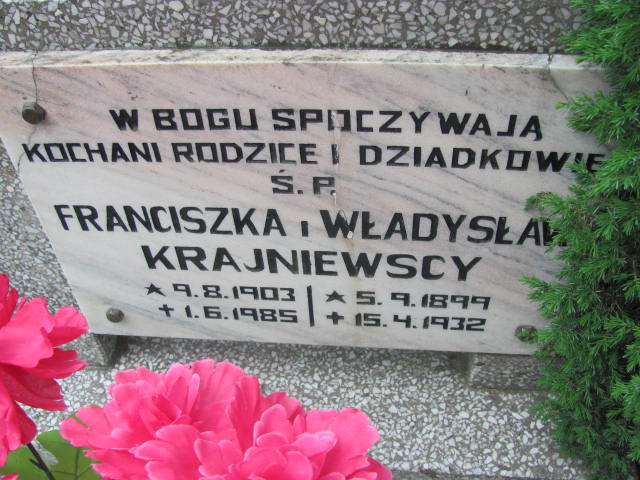 W BOGU SPOCZYWAJĄ
KOCHANI RODZICE I DZIADKOWIE
Ś. P.
FRANCISZKA i WŁADYSŁAW
KRAJNIEWSCY
★ 9.8.1903 | ★ 5.9.1899
+ 1.6.1985 | + 15.4.1932